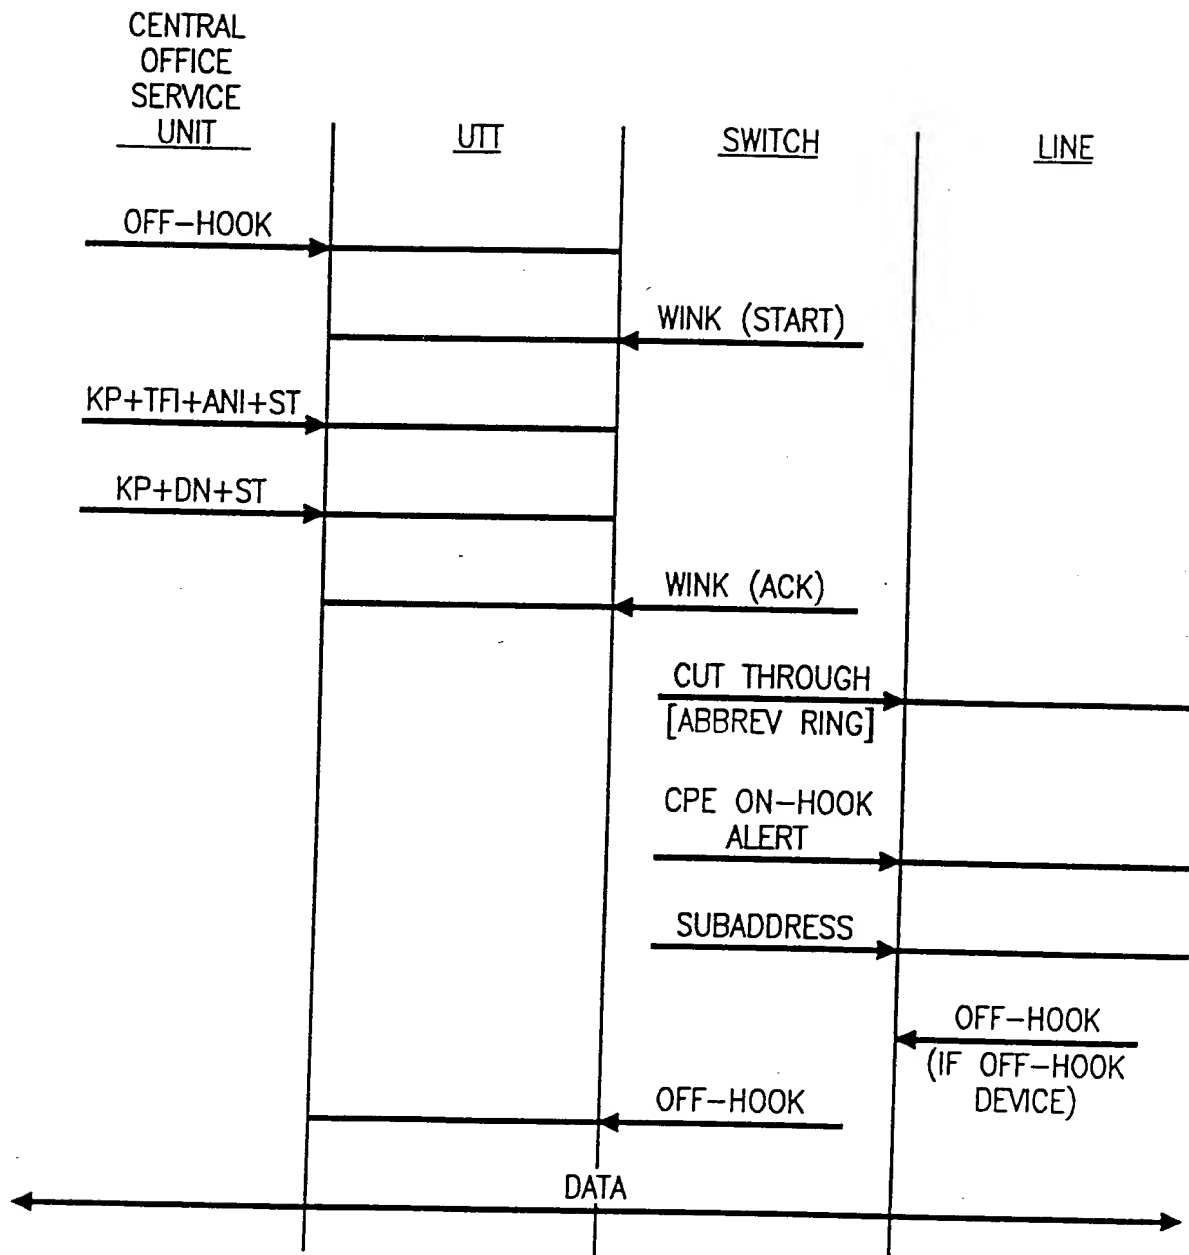 CENTRAL
OFFICE
SERVICE
UNIT
UTT
SWITCH
LINE
OFF-HOOK
WINK (START)
KP+TFI+ANI+ST
KP+DN+ST
WINK (ACK)
CUT THROUGH
[ABBREV RING]
CPE ON-HOOK
ALERT
SUBADDRESS
OFF-HOOK
(IF OFF-HOOK
DEVICE)
OFF-HOOK
DATA